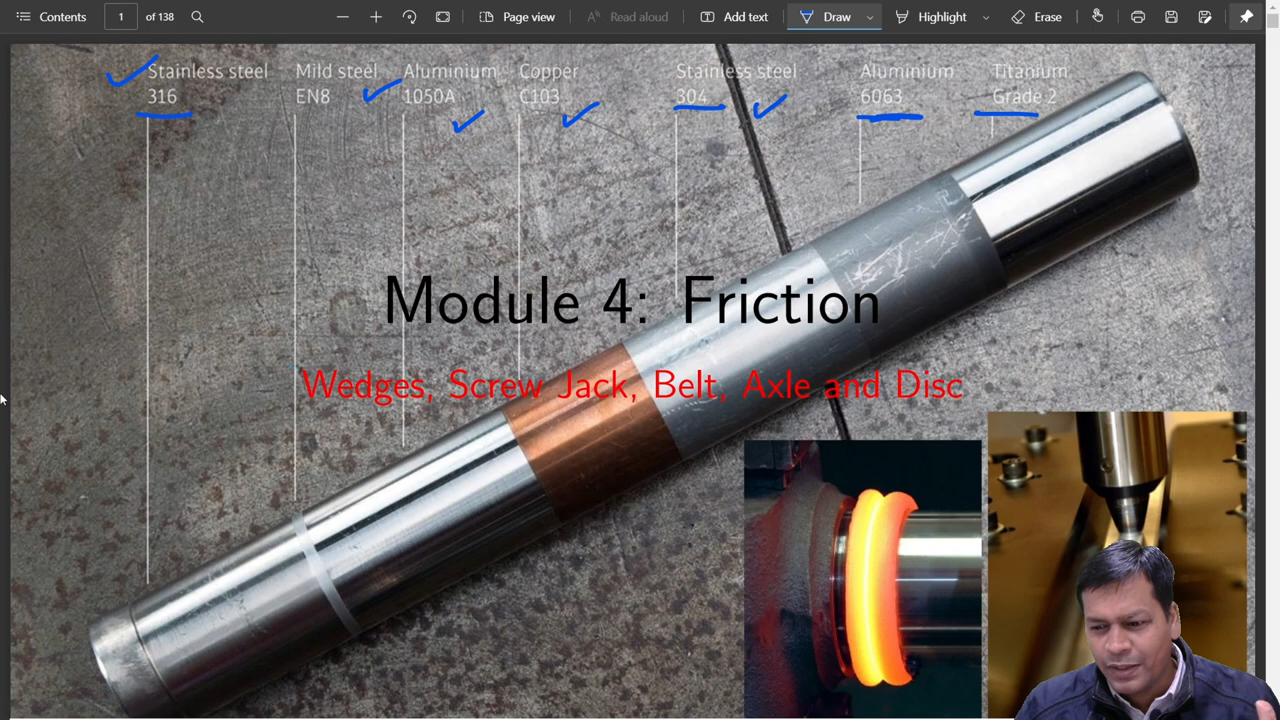 Contents
1
of 138
Page view
Read aloud
Add text
Draw
Highlight
Erase
Stainless steel
316
Mild steel
EN8
Aluminium
1050A
Copper
C103
Stainless steel
304
Aluminium
6063
Titanium
Grade 2
Module 4: Friction
Wedges, Screw Jack, Belt, Axle and Disc